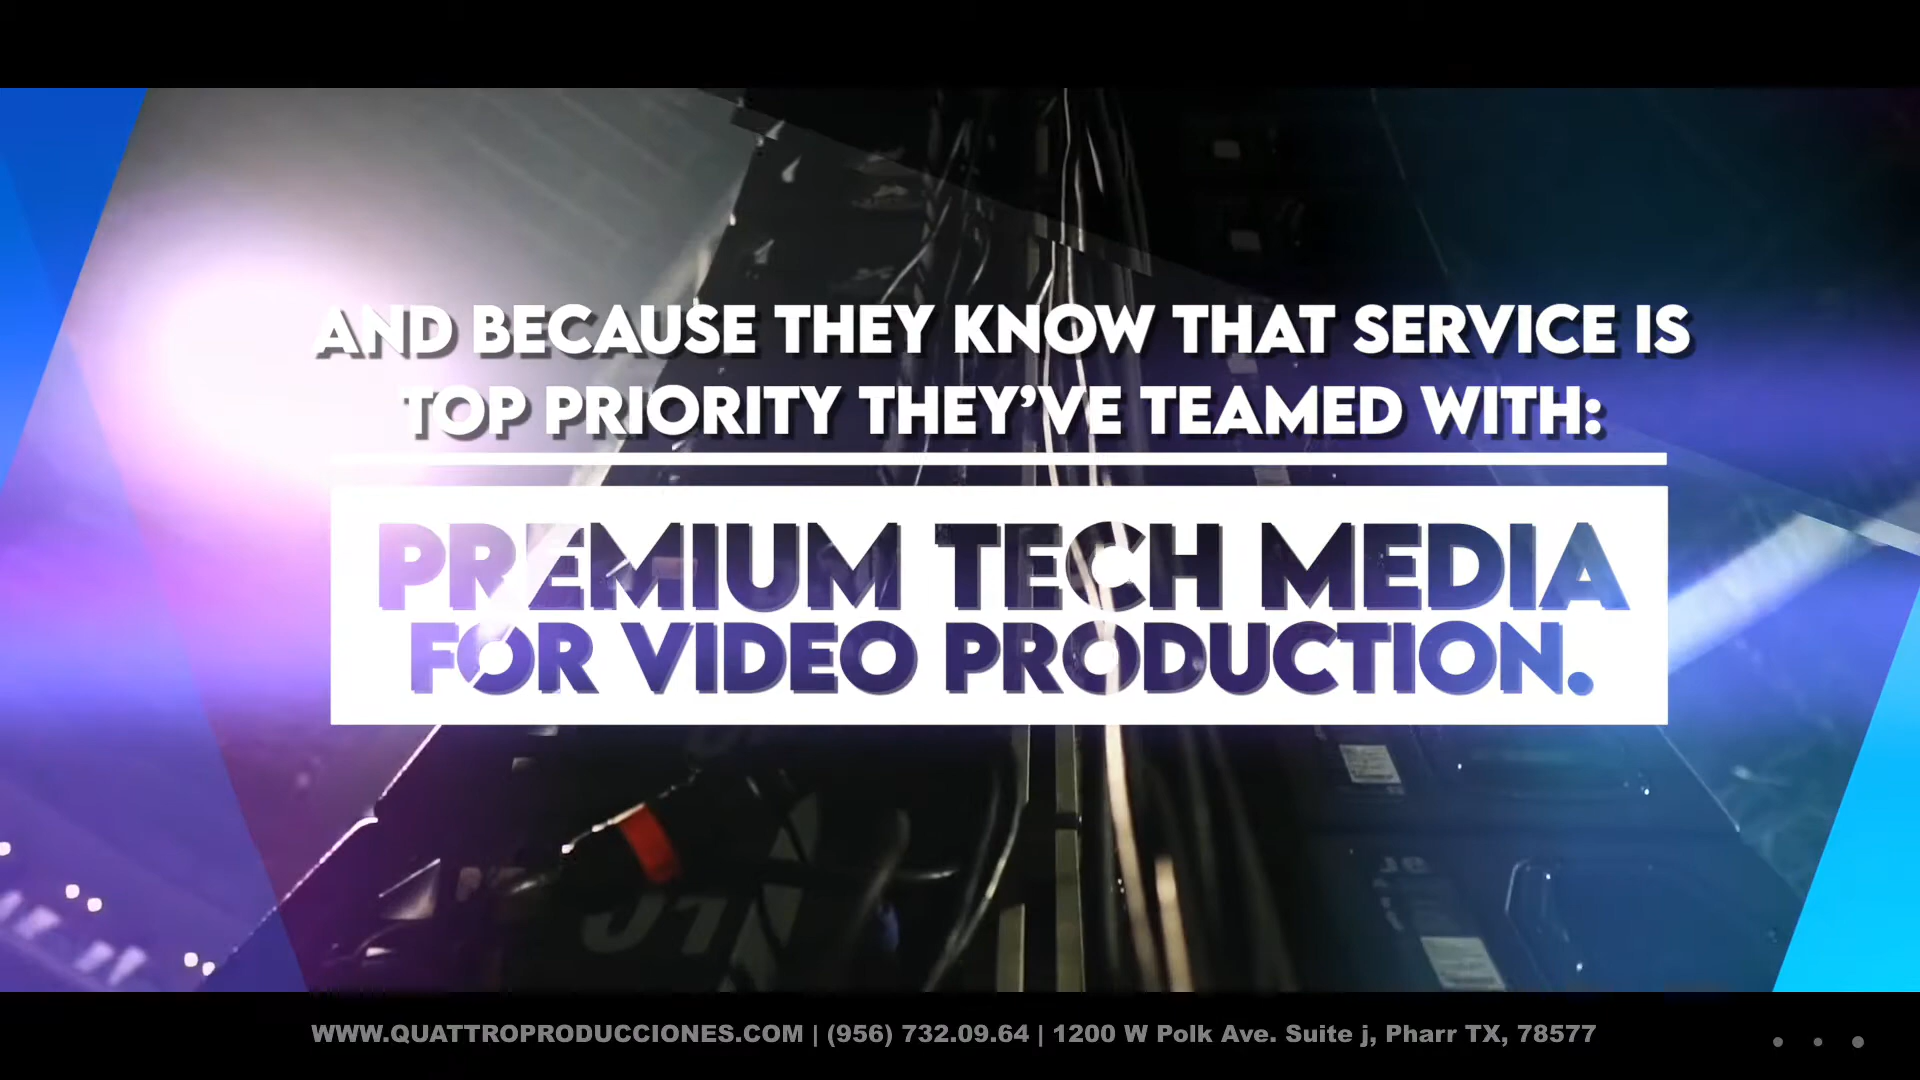 AND BECAUSE THEY KNOW THAT SERVICE IS
TOP PRIORITY THEY'VE TEAMED WITH:
PREMIUM TECH MEDIA
FOR VIDEO PRODUCTION.
WWW.QUATTROPRODUCCIONES.COM | (956) 732.09.64 | 1200 W Polk Ave. Suite j, Pharr TX, 78577